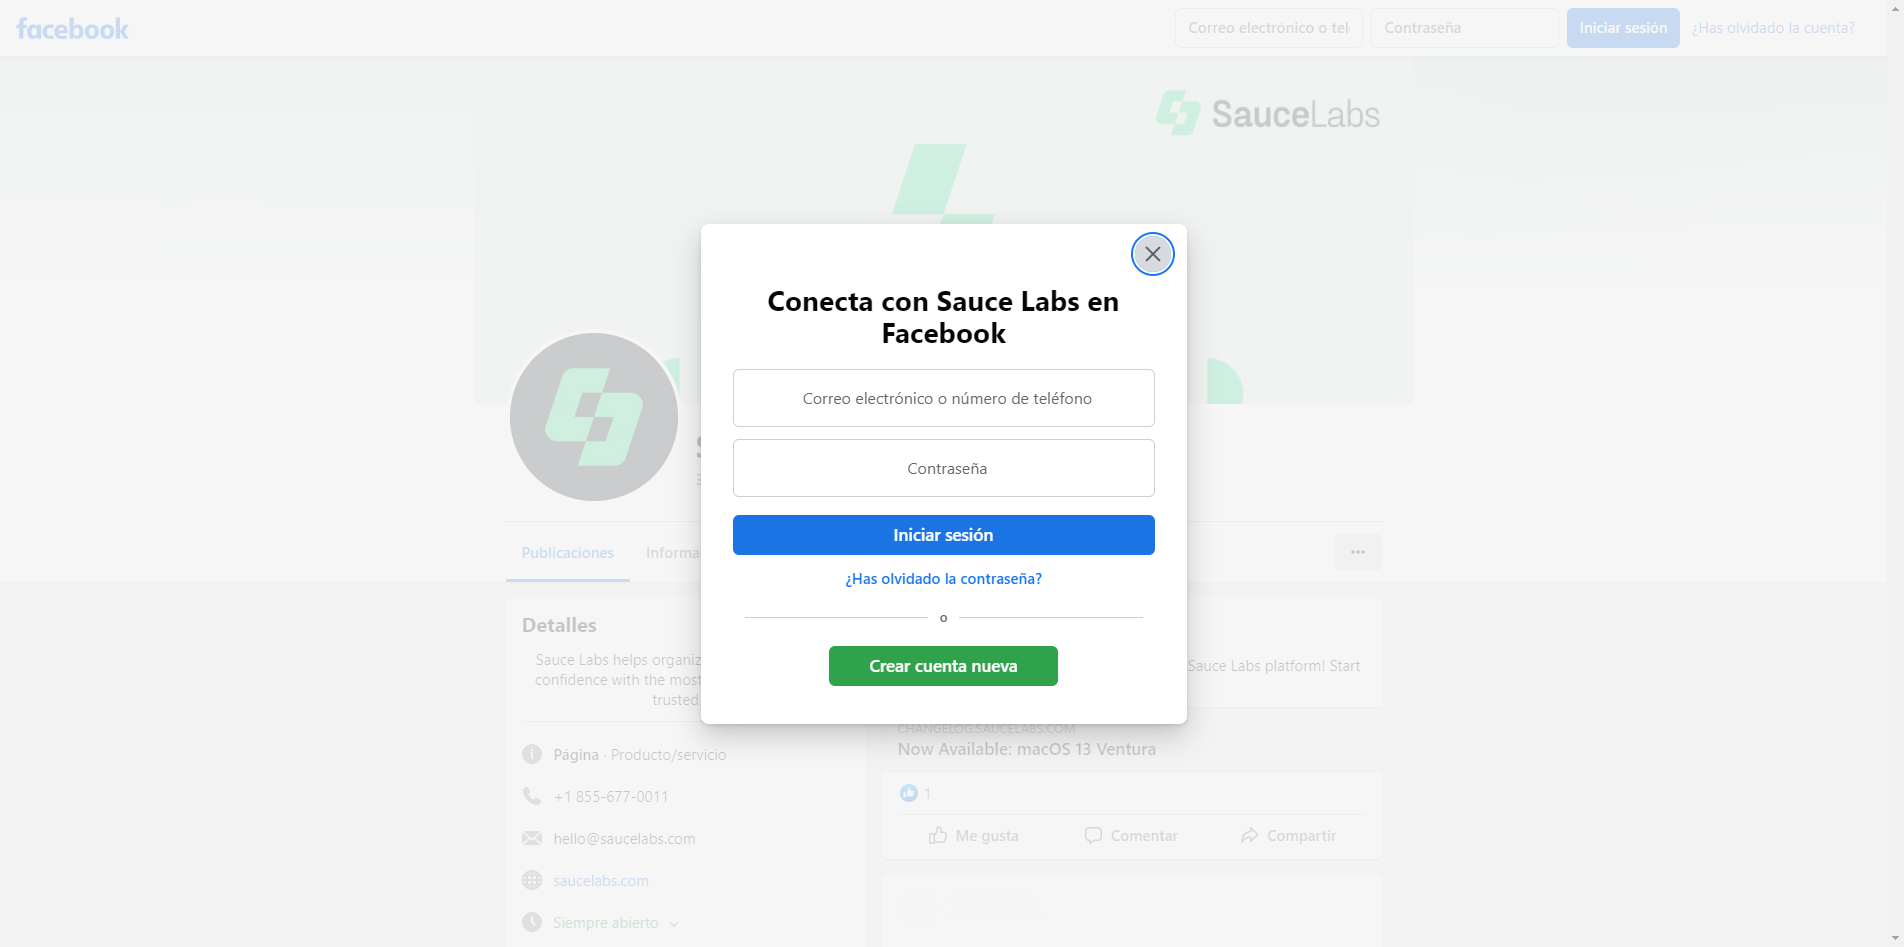 facebook
Correo electrónico o tel
Contraseña
Iniciar sesión
¿Has olvidado la cuenta?
SauceLabs
Conecta con Sauce Labs en
Facebook
Correo electrónico o número de teléfono
Contraseña
Iniciar sesión
¿Has olvidado la contraseña?
o
Crear cuenta nueva
Publicaciones
Detalles
Sauce Labs helps
confidence with the most
trusted
Página · Producto/servicio
+1 855-677-0011
hello@saucelabs.com
saucelabs.com
Siempre abierto
Sauce Labs platform! Start
CHANGELOG.SAUCELABS.COM
Now Available: macOS 13 Ventura
1
Me gusta
Comentar
Compartir